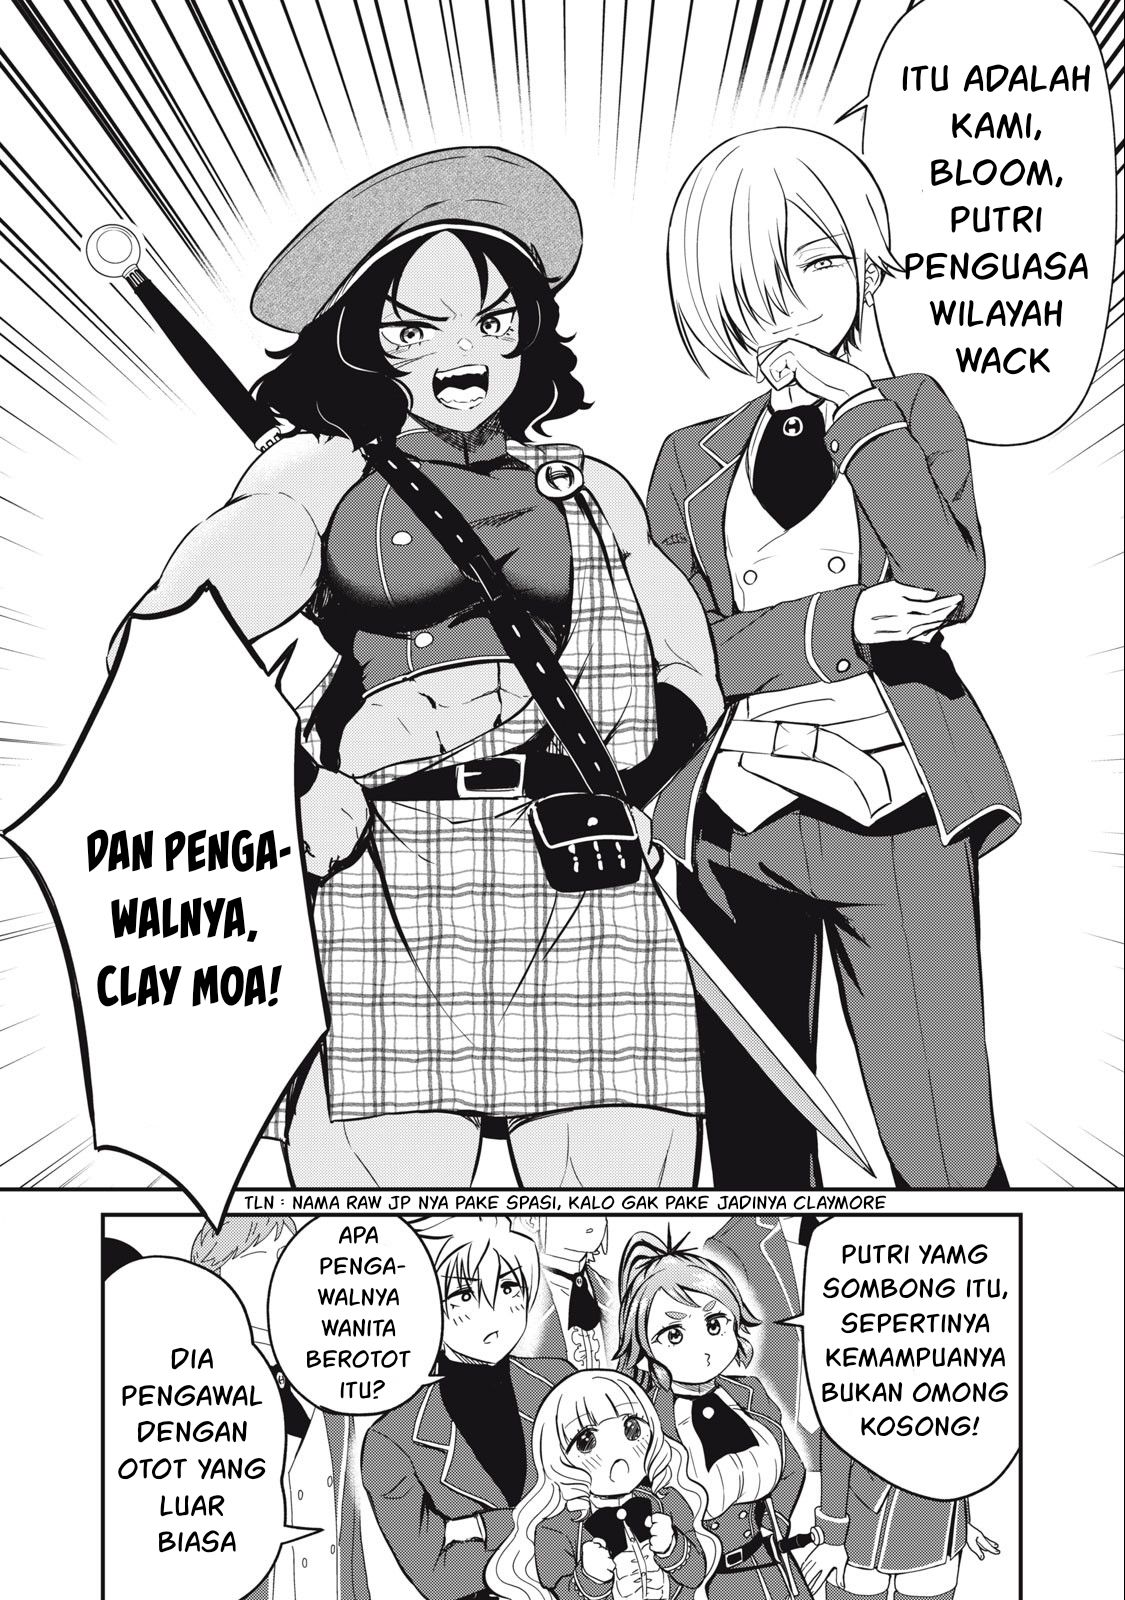 ITU ADALAH
KAMI,
BLOOM,
PUTRI
PENGUASA
WILAYAH
WACK
DAN PENGA-
WALNYA,
CLAY MOA!
TLN : NAMA RAW JP NYA PAKE SPASI, KALO GAK PAKE JADINYA CLAYMORE
PUTRI YAMG
SOMBONG ITU,
SEPERTINYA
KEMAMPUANYA
BUKAN OMONG
KOSONG!
APA
PENGA-
WALNYA
WANITA
BEROTOT
ITU?
DIA
PENGAWAL
DENGAN
OTOT YANG
LUAR
BIASA